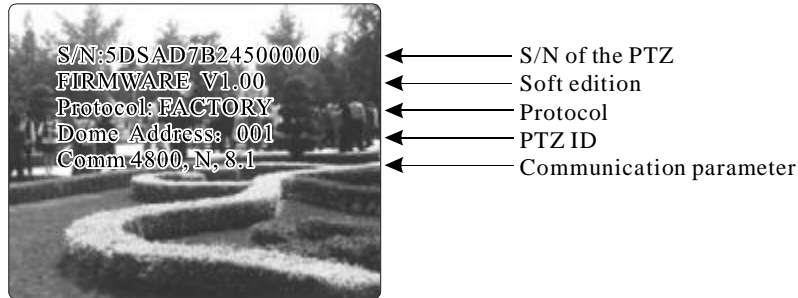 S/N:5DSAD7B24500000
FIRMWARE V1.00
Protocol: FACTORY
Dome Address: 001
Comm 4800, N, 8.1
S/N of the PTZ
Soft edition
Protocol
PTZ ID
Communication parameter